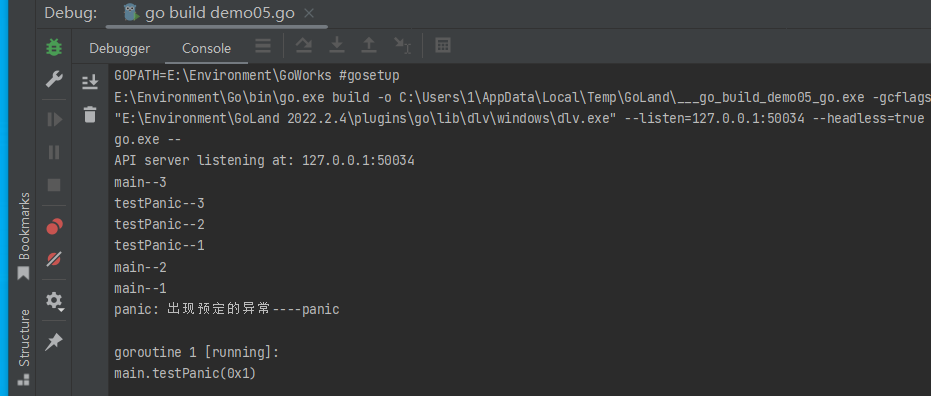 Debug: go build demo05.go ×
Debugger Console
GOPATH=E:\Environment\GoWorks #gosetup
E:\Environment\Go\bin\go.exe build -o C:\Users\1\AppData\Local\Temp\GoLand\___go_build_demo05_go.exe -gcflags
"E:\Environment\GoLand 2022.2.4\plugins\go\lib\dlv\windows\dlv.exe" --listen=127.0.0.1:50034 --headless=true
go.exe --
API server listening at: 127.0.0.1:50034
main--3
testPanic--3
testPanic--2
testPanic--1
main--2
main--1
panic: 出现预定的异常----panic
goroutine 1 [running]:
main.testPanic(0x1)
Bookmarks
Structure